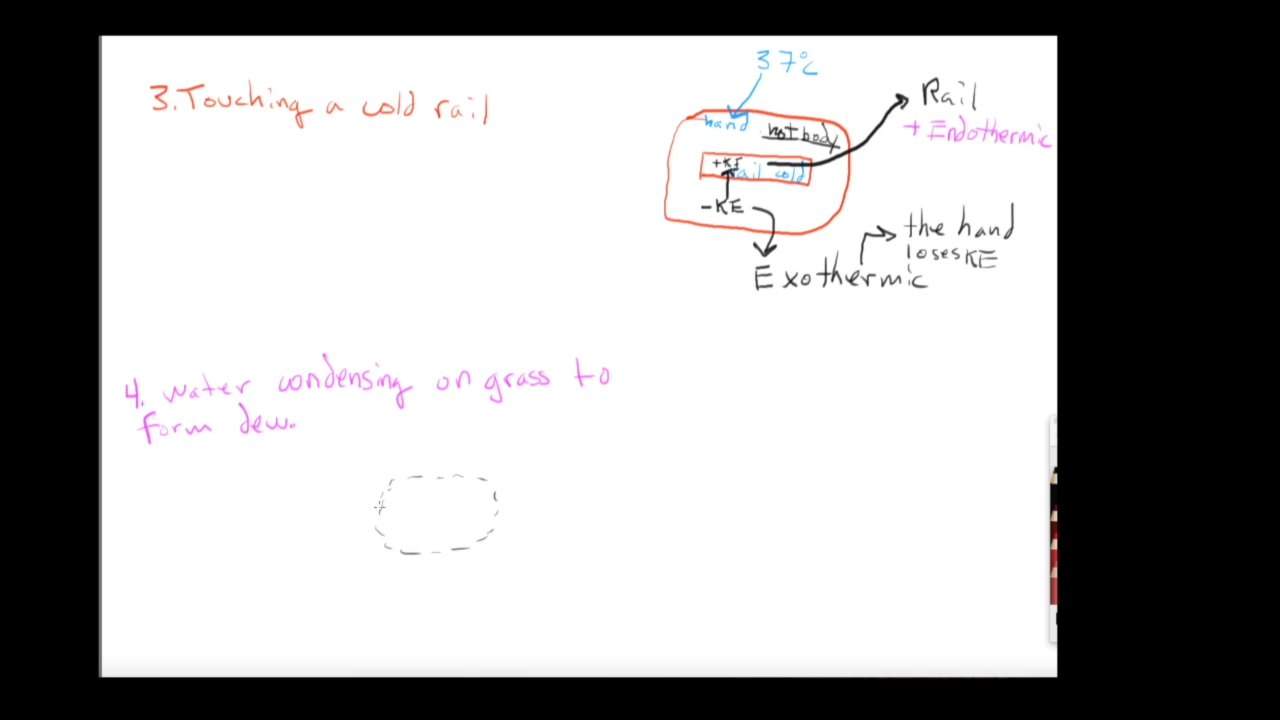 3. Touching a cold rail
37°C
hand hot body
+KE
rail cold
-KE
Rail
+ Endothermic
Exothermic
the hand
loses KE
4. water condensing on grass to
form dew.